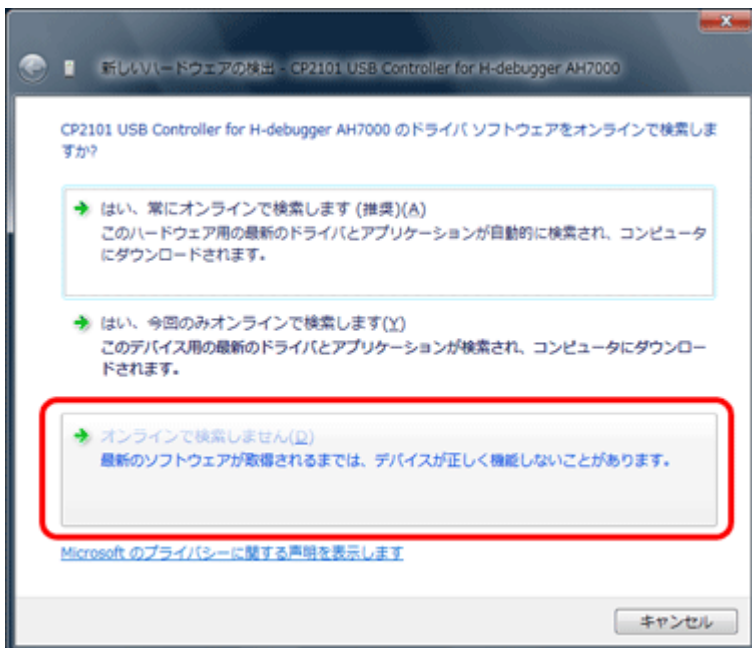 新しいハードウェアの検出 - CP2101 USB Controller for H-debugger AH7000
CP2101 USB Controller for H-debugger AH7000 のドライバ ソフトウェアをオンラインで検索しま
すか?
はい、常にオンラインで検索します (推奨)(A)
このハードウェア用の最新のドライバとアプリケーションが自動的に検索され、コンピュータ
にダウンロードされます。
はい、今回のみオンラインで検索します(Y)
このデバイス用の最新のドライバとアプリケーションが検索され、コンピュータにダウンロー
ドされます。
オンラインで検索しません(D)
最新のソフトウェアが取得されるまでは、デバイスが正しく機能しないことがあります。
Microsoft のプライバシーに関する声明を表示します
キャンセル